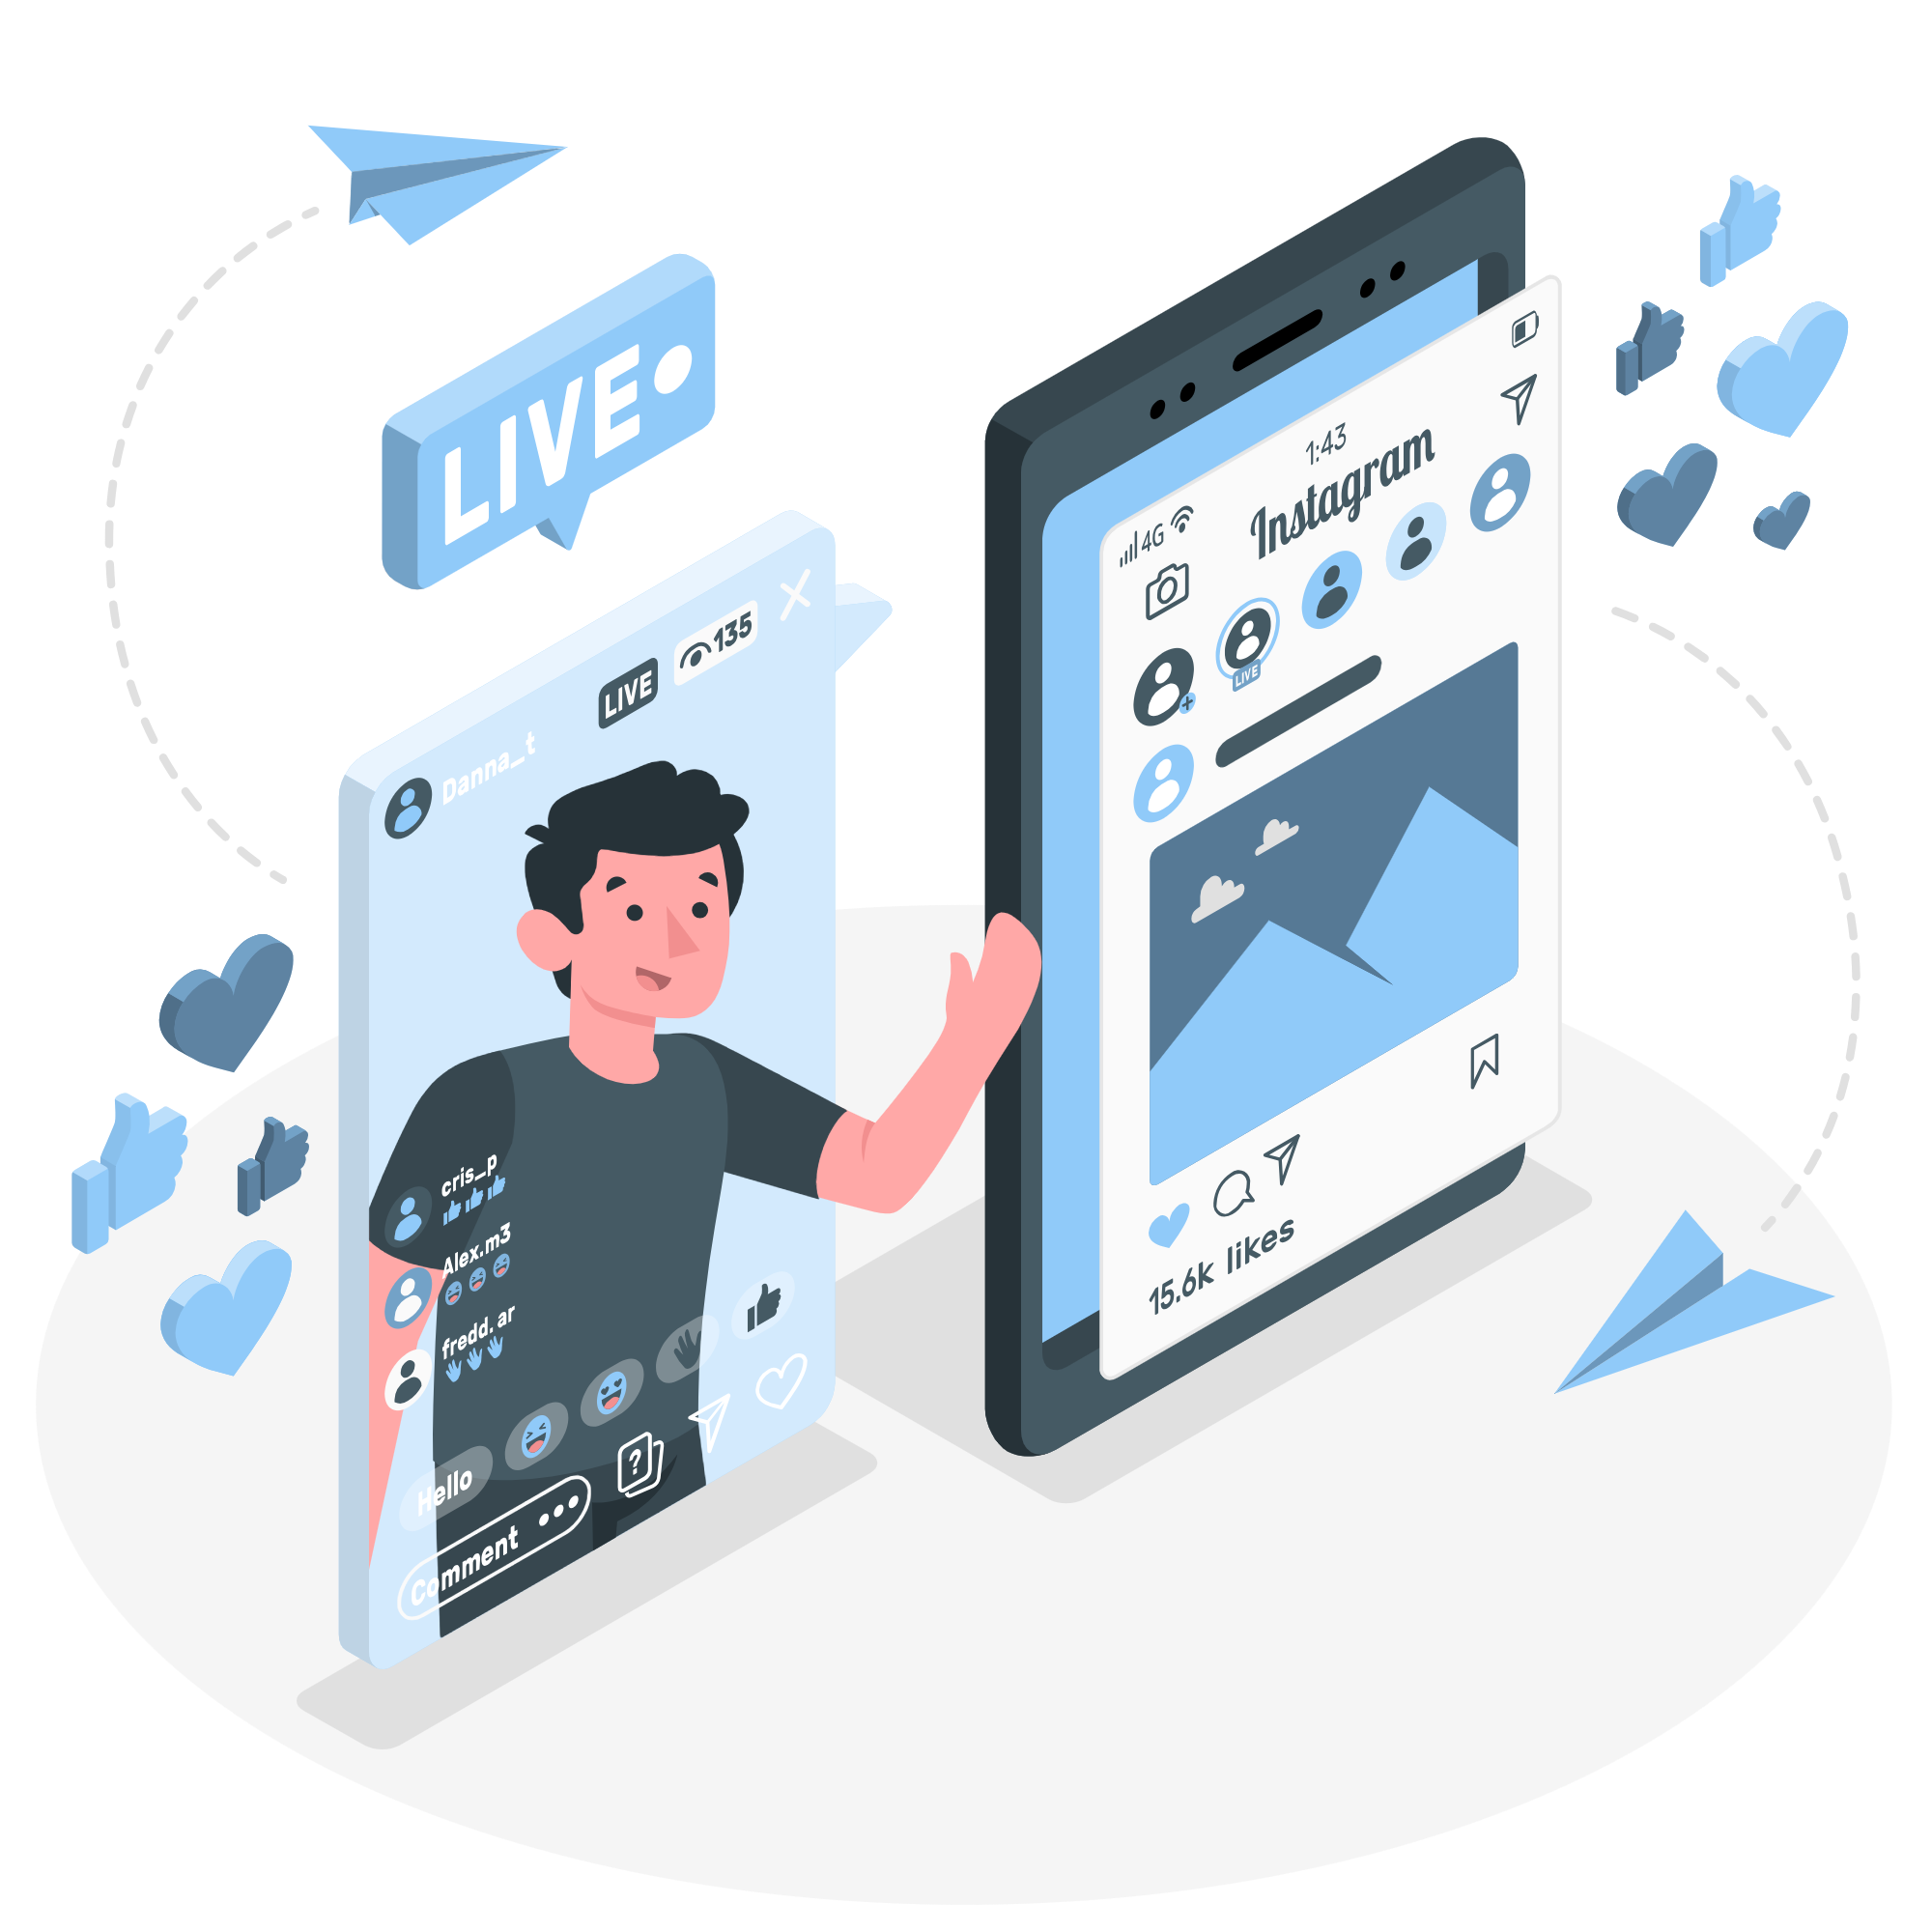 LIVE
LIVE
135
Danna_t
cris_p
Alex.m3
fredd.ar
Hello
Comment
?
4G
1:43
Instagram
LIVE
15.6k likes